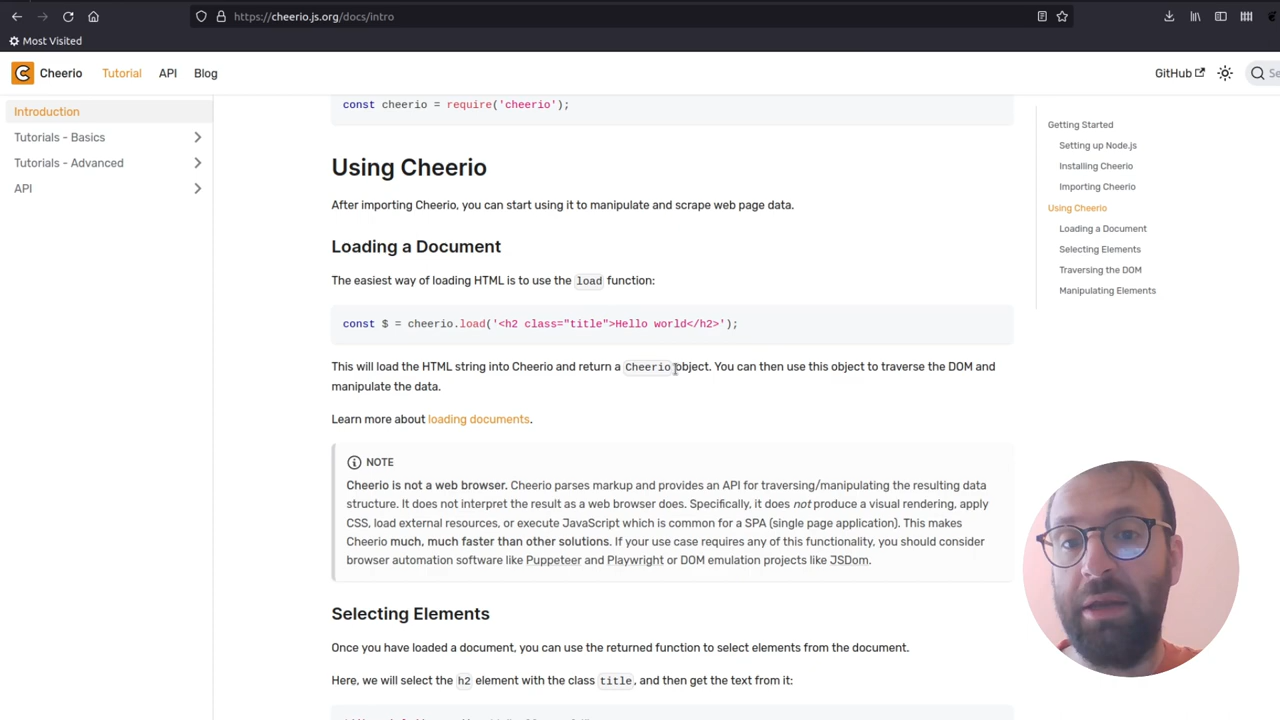 https://cheerio.js.org/docs/intro
Most Visited
Cheerio
Tutorial
API
Blog
GitHub
Introduction
Tutorials - Basics
Tutorials - Advanced
API
const cheerio = require('cheerio');
Using Cheerio
After importing Cheerio, you can start using it to manipulate and scrape web page data.
Loading a Document
The easiest way of loading HTML is to use the load function:
const $ = cheerio.load('<h2 class="title">Hello world</h2>');
This will load the HTML string into Cheerio and return a Cheerio object. You can then use this object to traverse the DOM and
manipulate the data.
Learn more about loading documents.
NOTE
Cheerio is not a web browser. Cheerio parses markup and provides an API for traversing/manipulating the resulting data
structure. It does not interpret the result as a web browser does. Specifically, it does not produce a visual rendering, apply
CSS, load external resources, or execute JavaScript which is common for a SPA (single page application). This makes
Cheerio much, much faster than other solutions. If your use case requires any of this functionality, you should consider
browser automation software like Puppeteer and Playwright or DOM emulation projects like JSDom.
Selecting Elements
Once you have loaded a document, you can use the returned function to select elements from the document.
Here, we will select the h2 element with the class title, and then get the text from it:
Getting Started
Setting up Node.js
Installing Cheerio
Importing Cheerio
Using Cheerio
Loading a Document
Selecting Elements
Traversing the DOM
Manipulating Elements